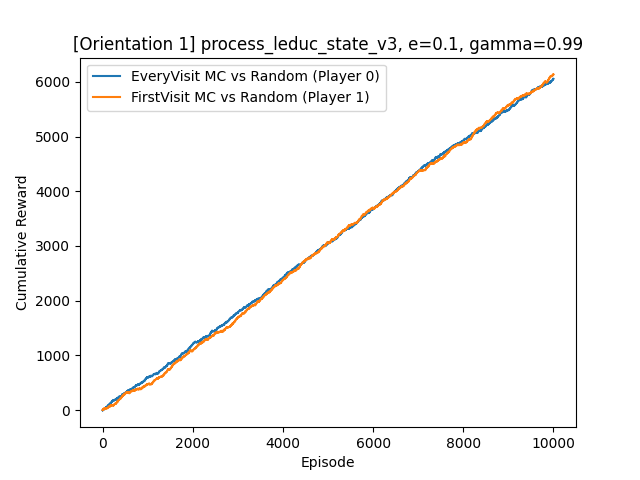 [Orientation 1] process_leduc_state_v3, e=0.1, gamma=0.99
EveryVisit MC vs Random (Player 0)
FirstVisit MC vs Random (Player 1)
6000
5000
4000
3000
2000
1000
0
Cumulative Reward
0 2000 4000 6000 8000 10000
Episode